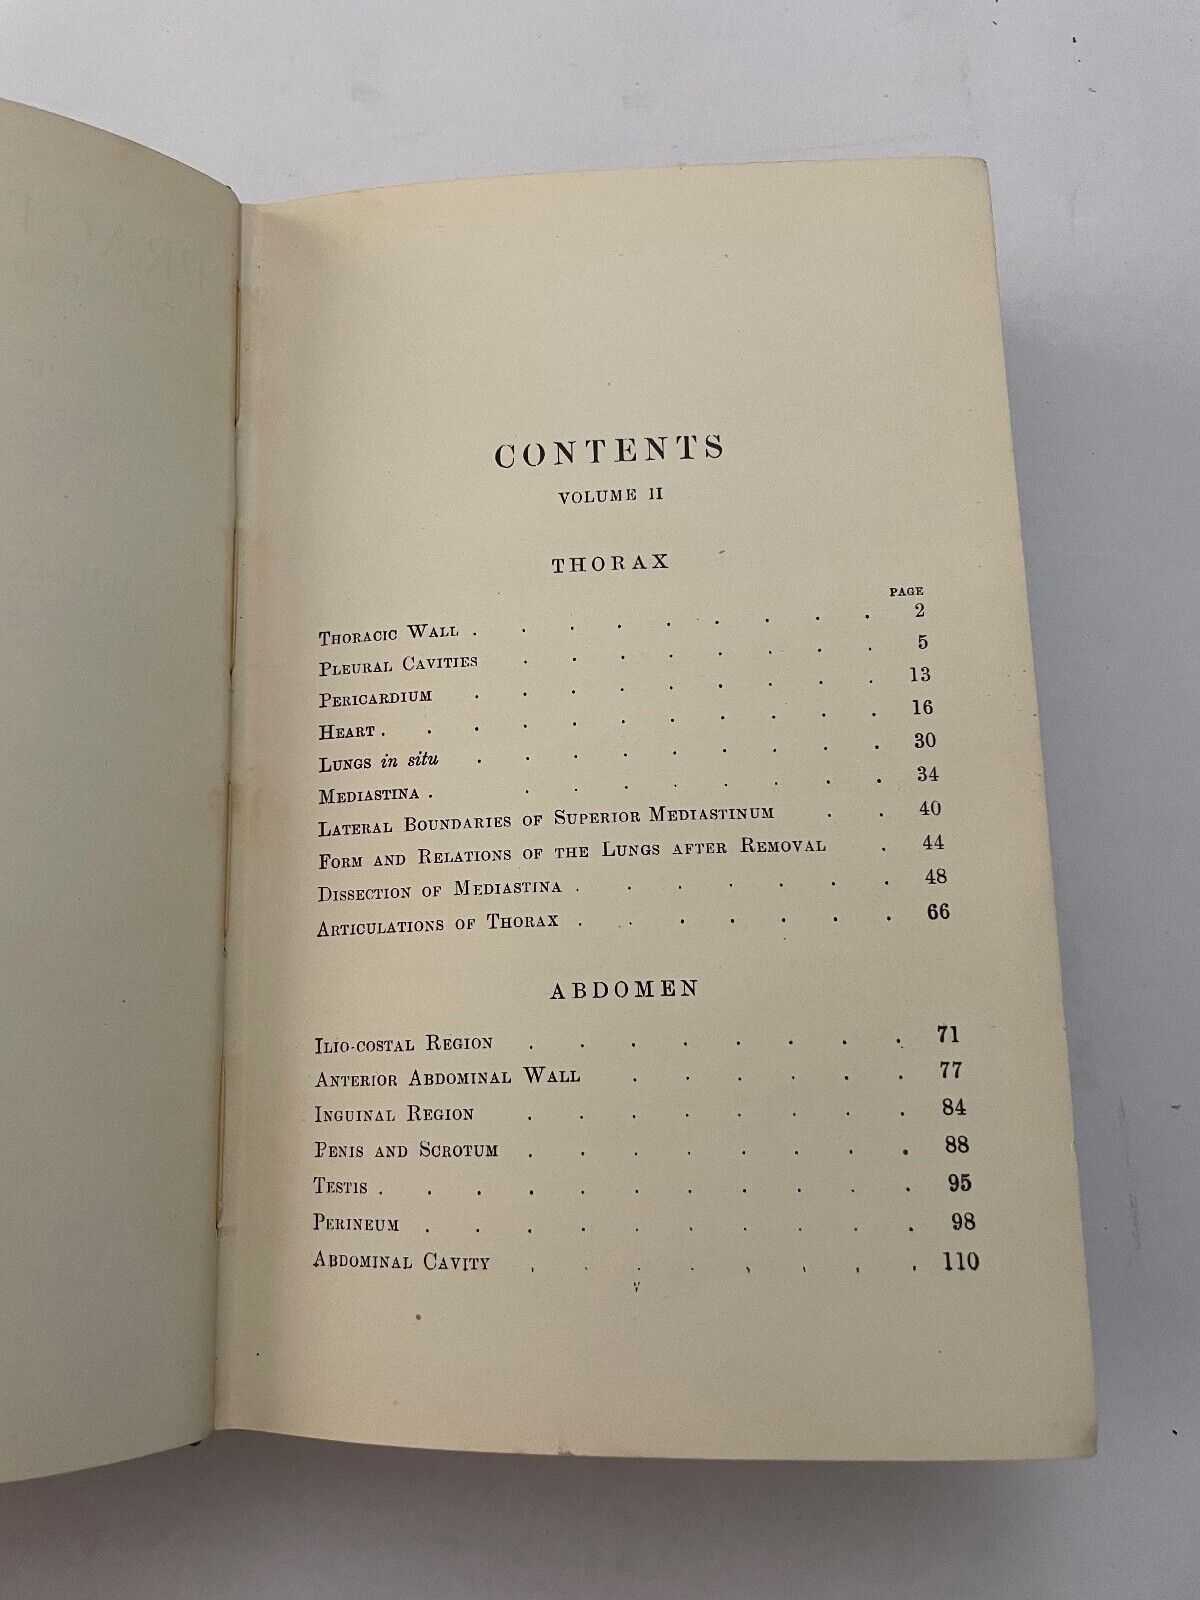 CONTENTS
VOLUME II
THORAX
PAGE
THORACIC WALL . . . . . . . . . 2
PLEURAL CAVITIES . . . . . . . . 5
PERICARDIUM . . . . . . . . . 13
HEART . . . . . . . . . . . 16
LUNGS in situ . . . . . . . . . 30
MEDIASTINA . . . . . . . . . 34
LATERAL BOUNDARIES OF SUPERIOR MEDIASTINUM . . 40
FORM AND RELATIONS OF THE LUNGS AFTER REMOVAL . 44
DISSECTION OF MEDIASTINA . . . . . . . 48
ARTICULATIONS OF THORAX . . . . . . . 66
ABDOMEN
ILIO-COSTAL REGION . . . . . . . . 71
ANTERIOR ABDOMINAL WALL . . . . . . 77
INGUINAL REGION . . . . . . . . 84
PENIS AND SCROTUM . . . . . . . . 88
TESTIS . . . . . . . . . . . 95
PERINEUM . . . . . . . . . . 98
ABDOMINAL CAVITY . . . . . . . . 110
v